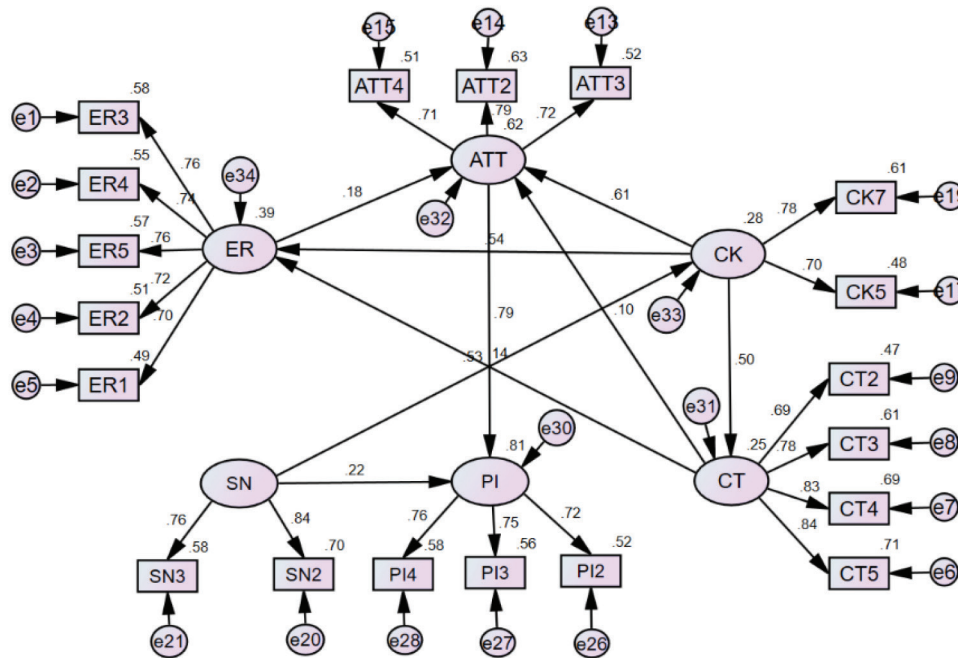 e15
e14
e13
.51
.63
.52
ATT4
ATT2
ATT3
.58
e1
ER3
.71
.79
.72
.62
.55
.76
e34
ATT
.61
e2
ER4
.74
.18
e32
.61
.28
.78
CK7
e19
.57
.39
e3
ER5
.76
ER
.54
CK
.72
.70
.48
.51
e33
CK5
e17
e4
ER2
.70
.79
.10
.49
.53
.14
.50
.47
e5
ER1
e31
CT2
e9
.69
.61
e30
.81
.25
.78
CT3
e8
SN
.22
PI
CT
.83
.69
CT4
e7
.76
.84
.76
.75
.72
.84
.58
.70
.58
.56
.52
.71
SN3
SN2
PI4
PI3
PI2
CT5
e6
e21
e20
e28
e27
e26